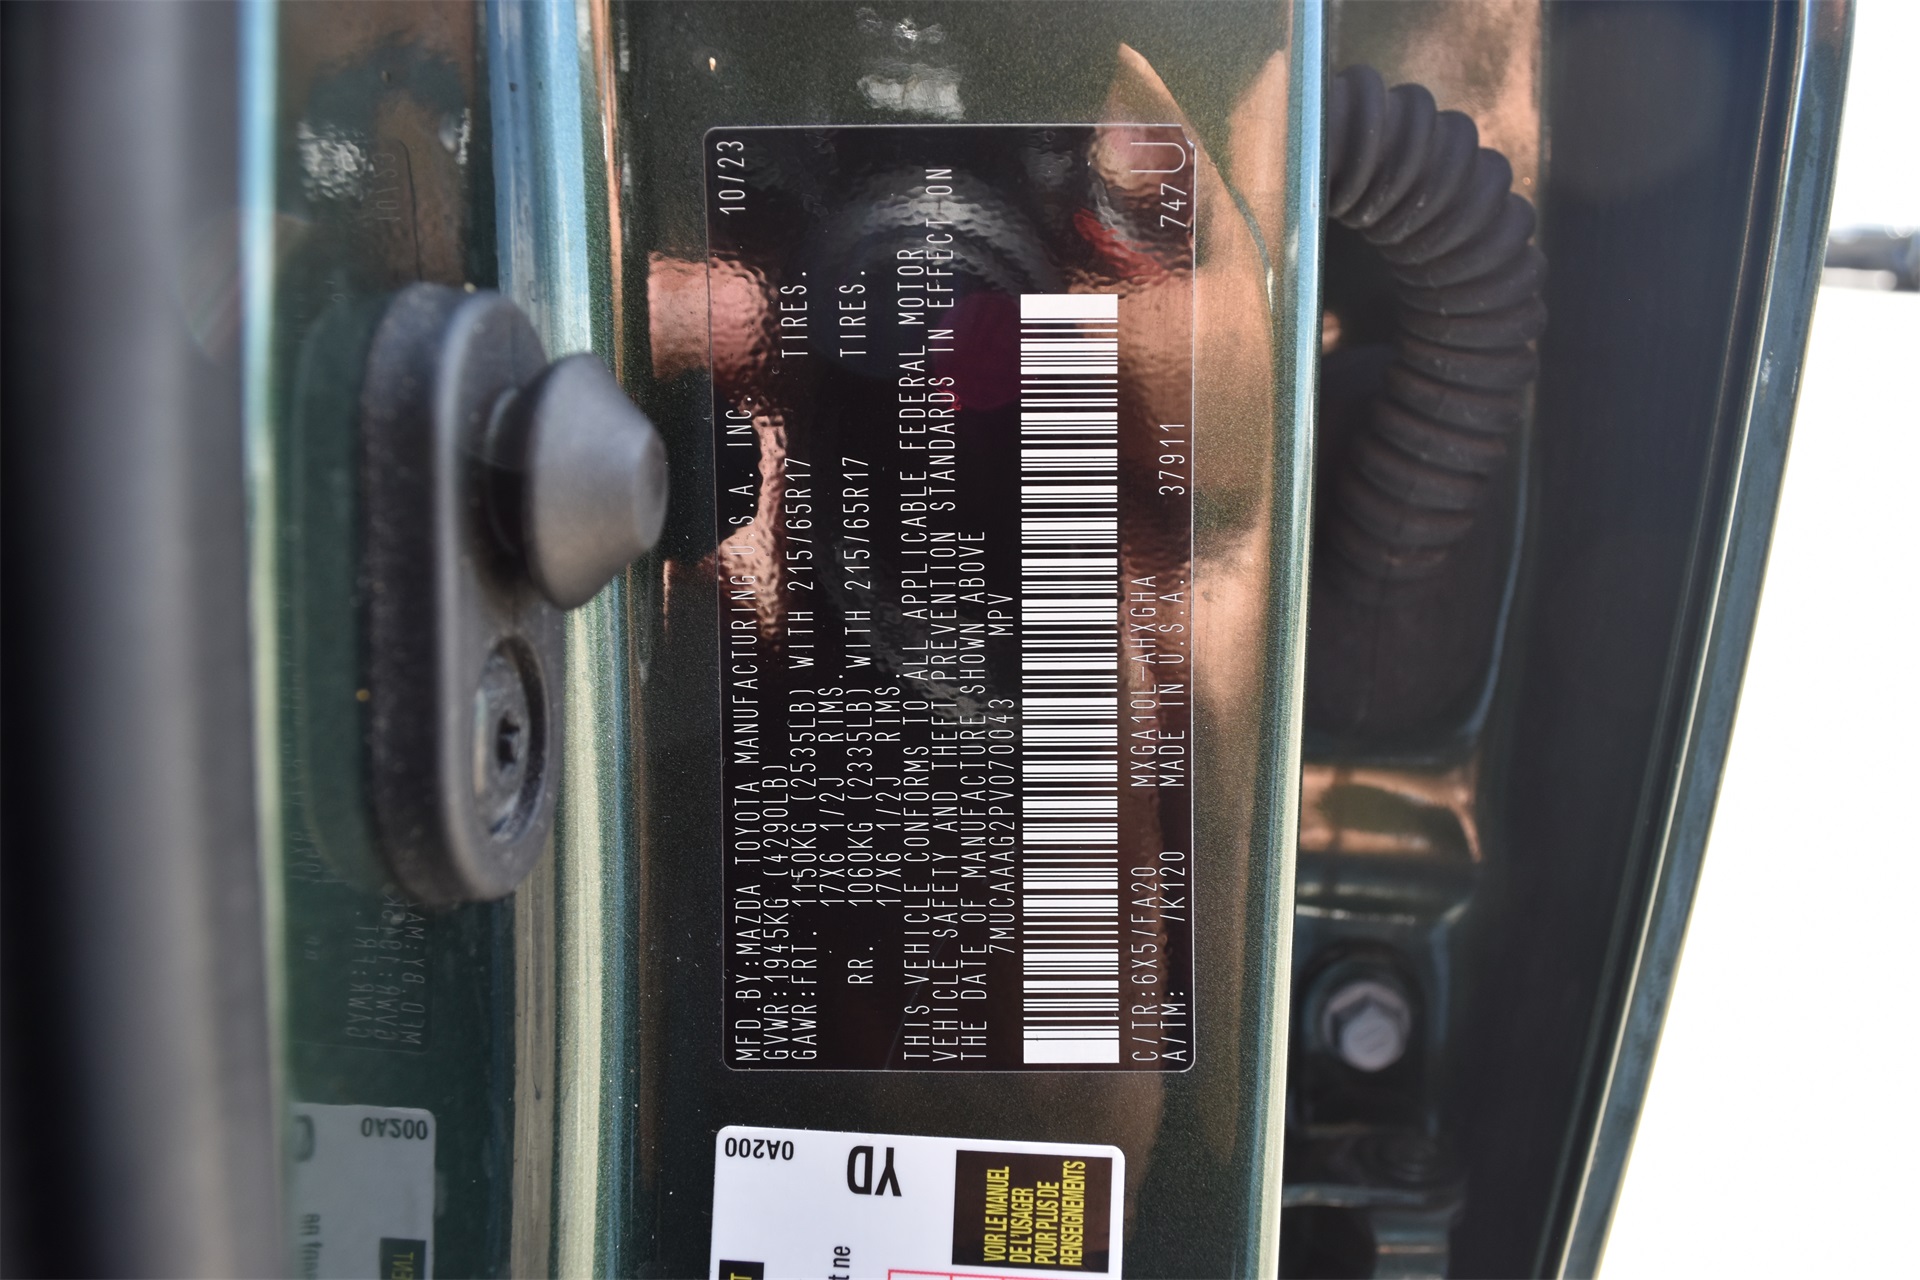 MFD.BY:MAZDA TOYOTA MANUFACTURING U.S.A. INC. 10/23
GVWR:1945KG (4290LB)
GAWR:FRT. 1150KG (2535LB) WITH 215/65R17 TIRES.
17X6 1/2J RIMS.
RR. 1060KG (2335LB) WITH 215/65R17 TIRES.
17X6 1/2J RIMS.
THIS VEHICLE CONFORMS TO ALL APPLICABLE FEDERAL MOTOR
VEHICLE SAFETY AND THEFT PREVENTION STANDARDS IN EFFECT ON
THE DATE OF MANUFACTURE SHOWN ABOVE
7MUCAAAG2PV070043 MPV
C/TR:6X5/FA20 MXGA10L-AHXGHA
A/TM: /K120 MADE IN U.S.A. 37911 747 U
0A200
YD
VOIR LE MANUEL
DE L'USAGER
POUR PLUS DE
RENSEIGNEMENTS